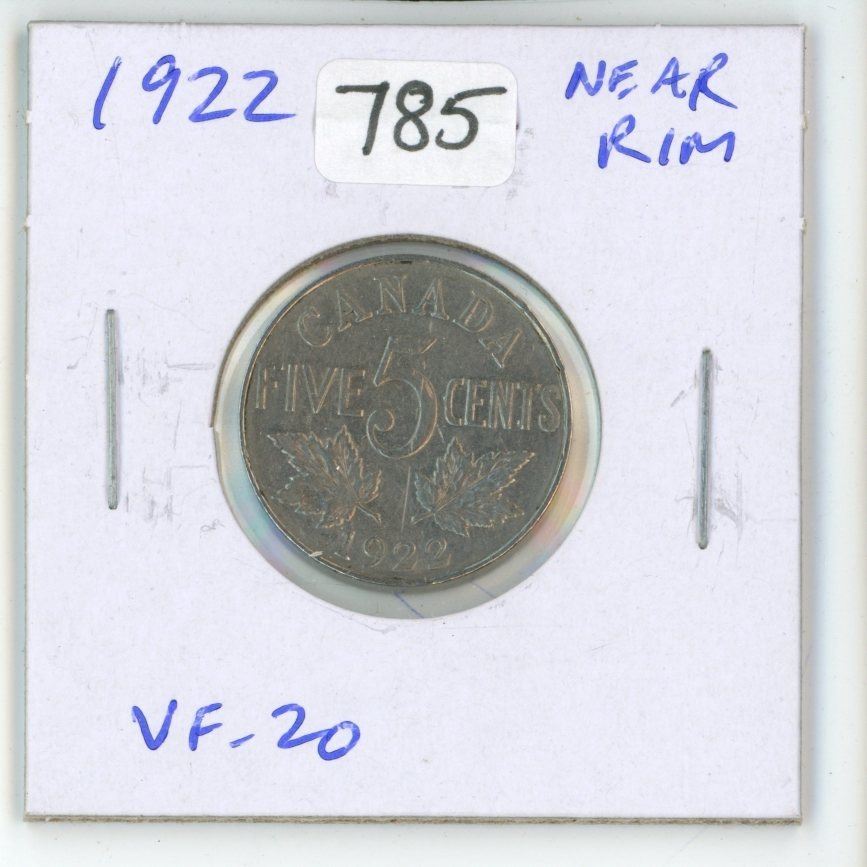 1922 785 NEAR
RIM
CANADA
FIVE 5 CENTS
1922
VF-20